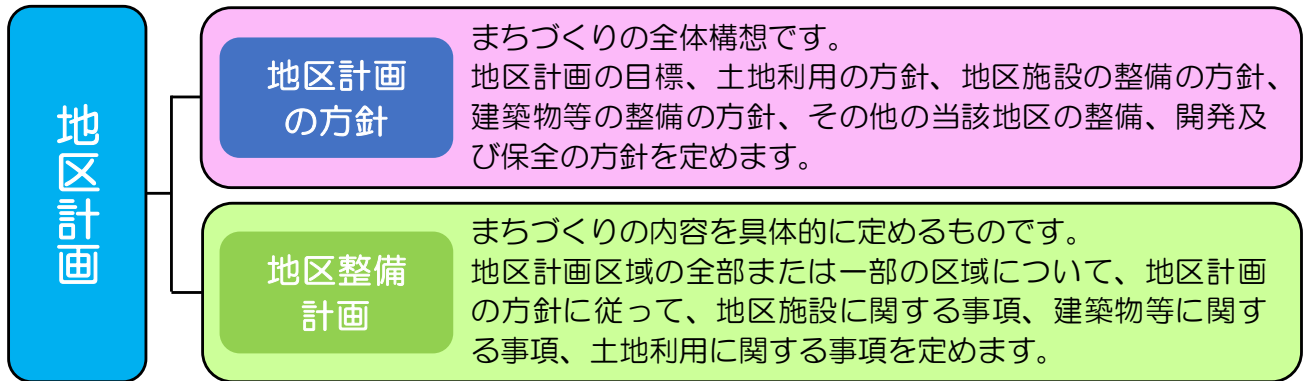 地区計画
地区計画
の方針
まちづくりの全体構想です。
地区計画の目標、土地利用の方針、地区施設の整備の方針、
建築物等の整備の方針、その他の当該地区の整備、開発及
び保全の方針を定めます。
地区整備
計画
まちづくりの内容を具体的に定めるものです。
地区計画区域の全部または一部の区域について、地区計画
の方針に従って、地区施設に関する事項、建築物等に関す
る事項、土地利用に関する事項を定めます。